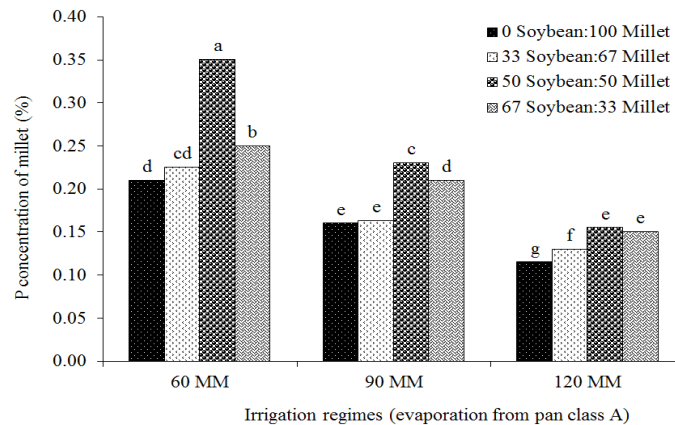 P concentration of millet (%)
0.40
0.35
0.30
0.25
0.20
0.15
0.10
0.05
0.00
0 Soybean:100 Millet
33 Soybean:67 Millet
50 Soybean:50 Millet
67 Soybean:33 Millet
d cd a b
e e c d
g f e e
60 MM 90 MM 120 MM
Irrigation regimes (evaporation from pan class A)